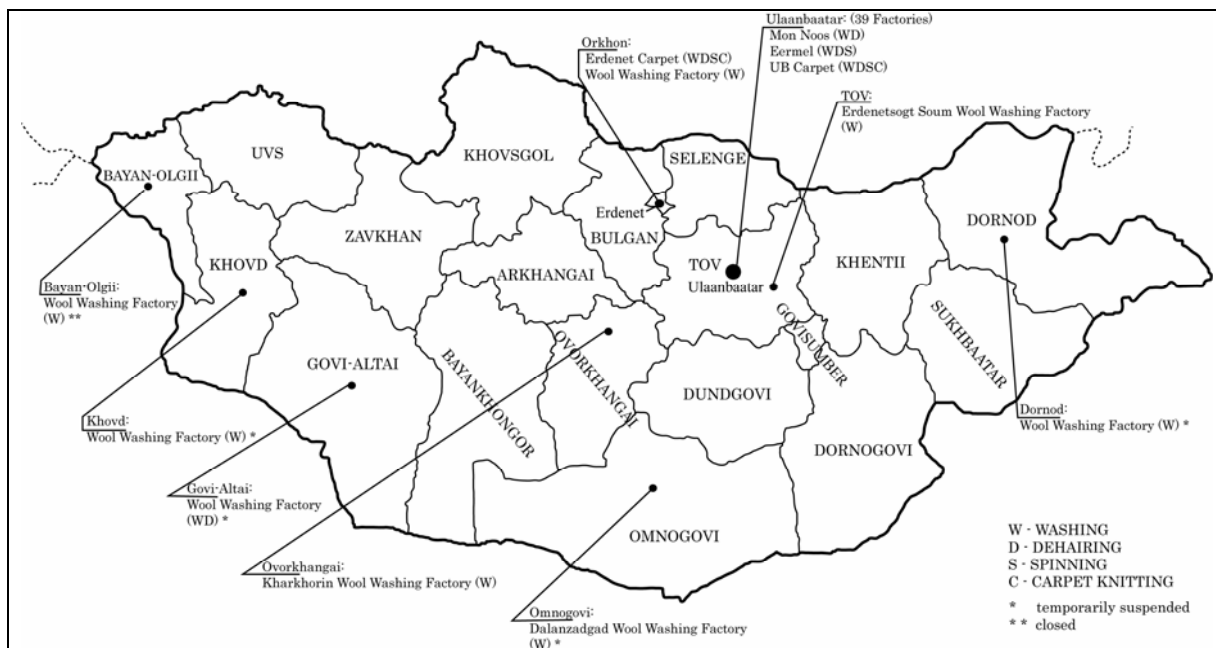 Ulaanbaatar: (39 Factories)
Mon Noos (WD)
Eermel (WDS)
UB Carpet (WDSC)
Orkhon:
Erdenet Carpet (WDSC)
Wool Washing Factory (W)
TOV:
Erdenetsogt Soum Wool Washing Factory
(W)
UVS
KHOVSGOL
SELENGE
BAYAN-OLGII
Erdenet
BULGAN
DORNOD
ZAVKHAN
KHOVD
ARKHANGAI
TOV
Ulaanbaatar
KHENTII
Bayan-Olgii:
Wool Washing Factory
(W) **
GOVISUMBER
SUKHBAATAR
OVORKHANGAI
BAYANKHONGOR
GOVI-ALTAI
DUNDGOVI
Khovd:
Wool Washing Factory (W) *
Dornod:
Wool Washing Factory (W) *
DORNOGOVI
Govi-Altai:
Wool Washing Factory
(WD) *
OMNOGOVI
Ovorkhangai:
Kharkhorin Wool Washing Factory (W)
Omnogovi:
Dalanzadgad Wool Washing Factory
(W) *
W - WASHING
D - DEHAIRING
S - SPINNING
C - CARPET KNITTING
* temporarily suspended
** closed